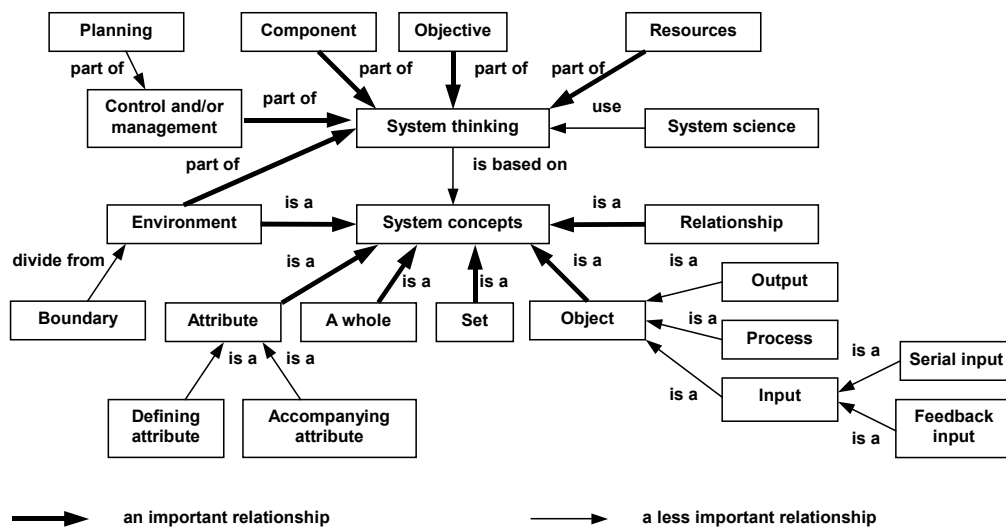 Planning
Component
Objective
Resources
part of
part of
part of
part of
Control and/or
management
part of
System thinking
use
System science
part of
is based on
Environment
is a
System concepts
is a
Relationship
divide from
is a
is a
is a
is a
is a
Output
Boundary
Attribute
A whole
Set
Object
is a
Process
is a
is a
is a
Input
is a
Serial input
Defining
attribute
Accompanying
attribute
is a
Feedback
input
an important relationship
a less important relationship